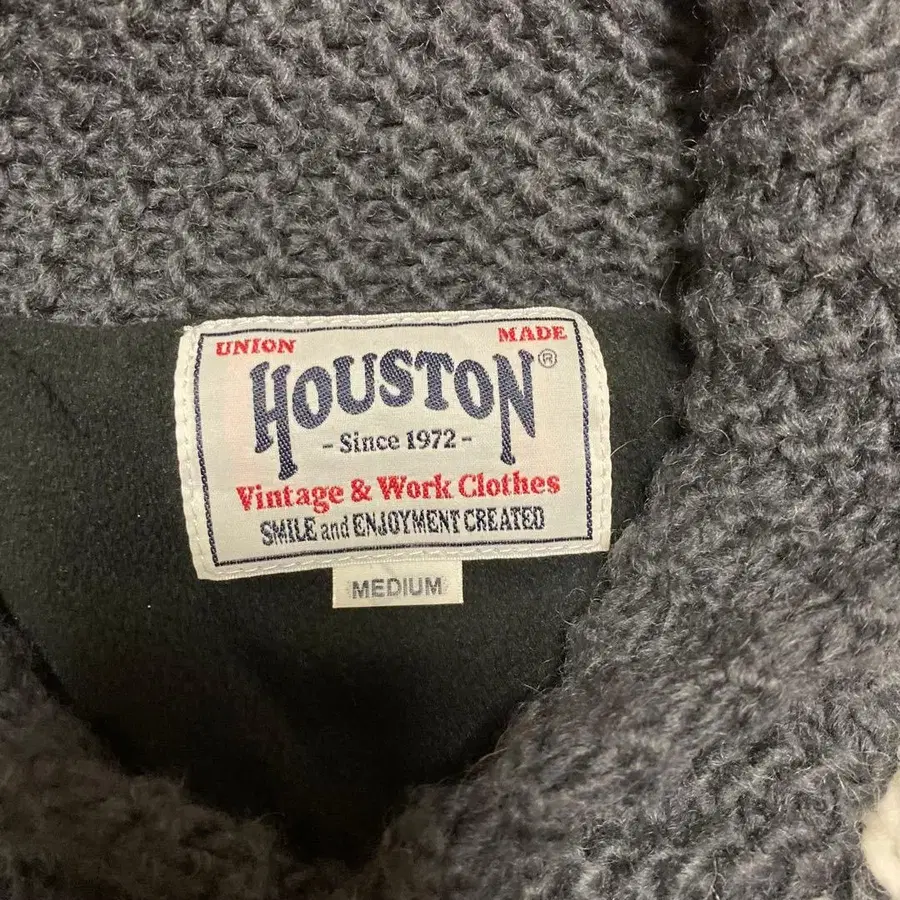 UNION MADE
HOUSTON®
- Since 1972 -
Vintage & Work Clothes
SMILE and ENJOYMENT CREATED
MEDIUM